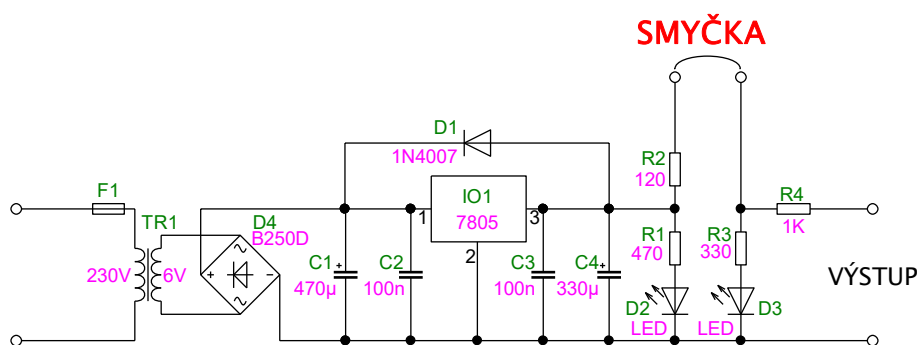 SMYČKA
D1
1N4007
R2
120
F1
TR1
D4
B250D
IO1
7805
1
3
2
R4
1K
R1
470
R3
330
230V
6V
+
-
C1
+
470µ
C2
100n
C3
100n
C4
+
330µ
D2
LED
D3
LED
VÝSTUP